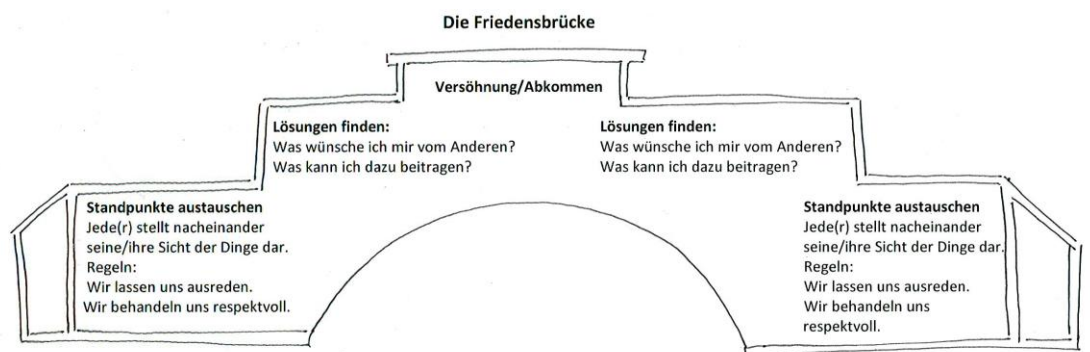 Die Friedensbrücke
Versöhnung/Abkommen
Lösungen finden:
Was wünsche ich mir vom Anderen?
Was kann ich dazu beitragen?
Lösungen finden:
Was wünsche ich mir vom Anderen?
Was kann ich dazu beitragen?
Standpunkte austauschen
Jede(r) stellt nacheinander
seine/ihre Sicht der Dinge dar.
Regeln:
Wir lassen uns ausreden.
Wir behandeln uns respektvoll.
Standpunkte austauschen
Jede(r) stellt nacheinander
seine/ihre Sicht der Dinge dar.
Regeln:
Wir lassen uns ausreden.
Wir behandeln uns
respektvoll.